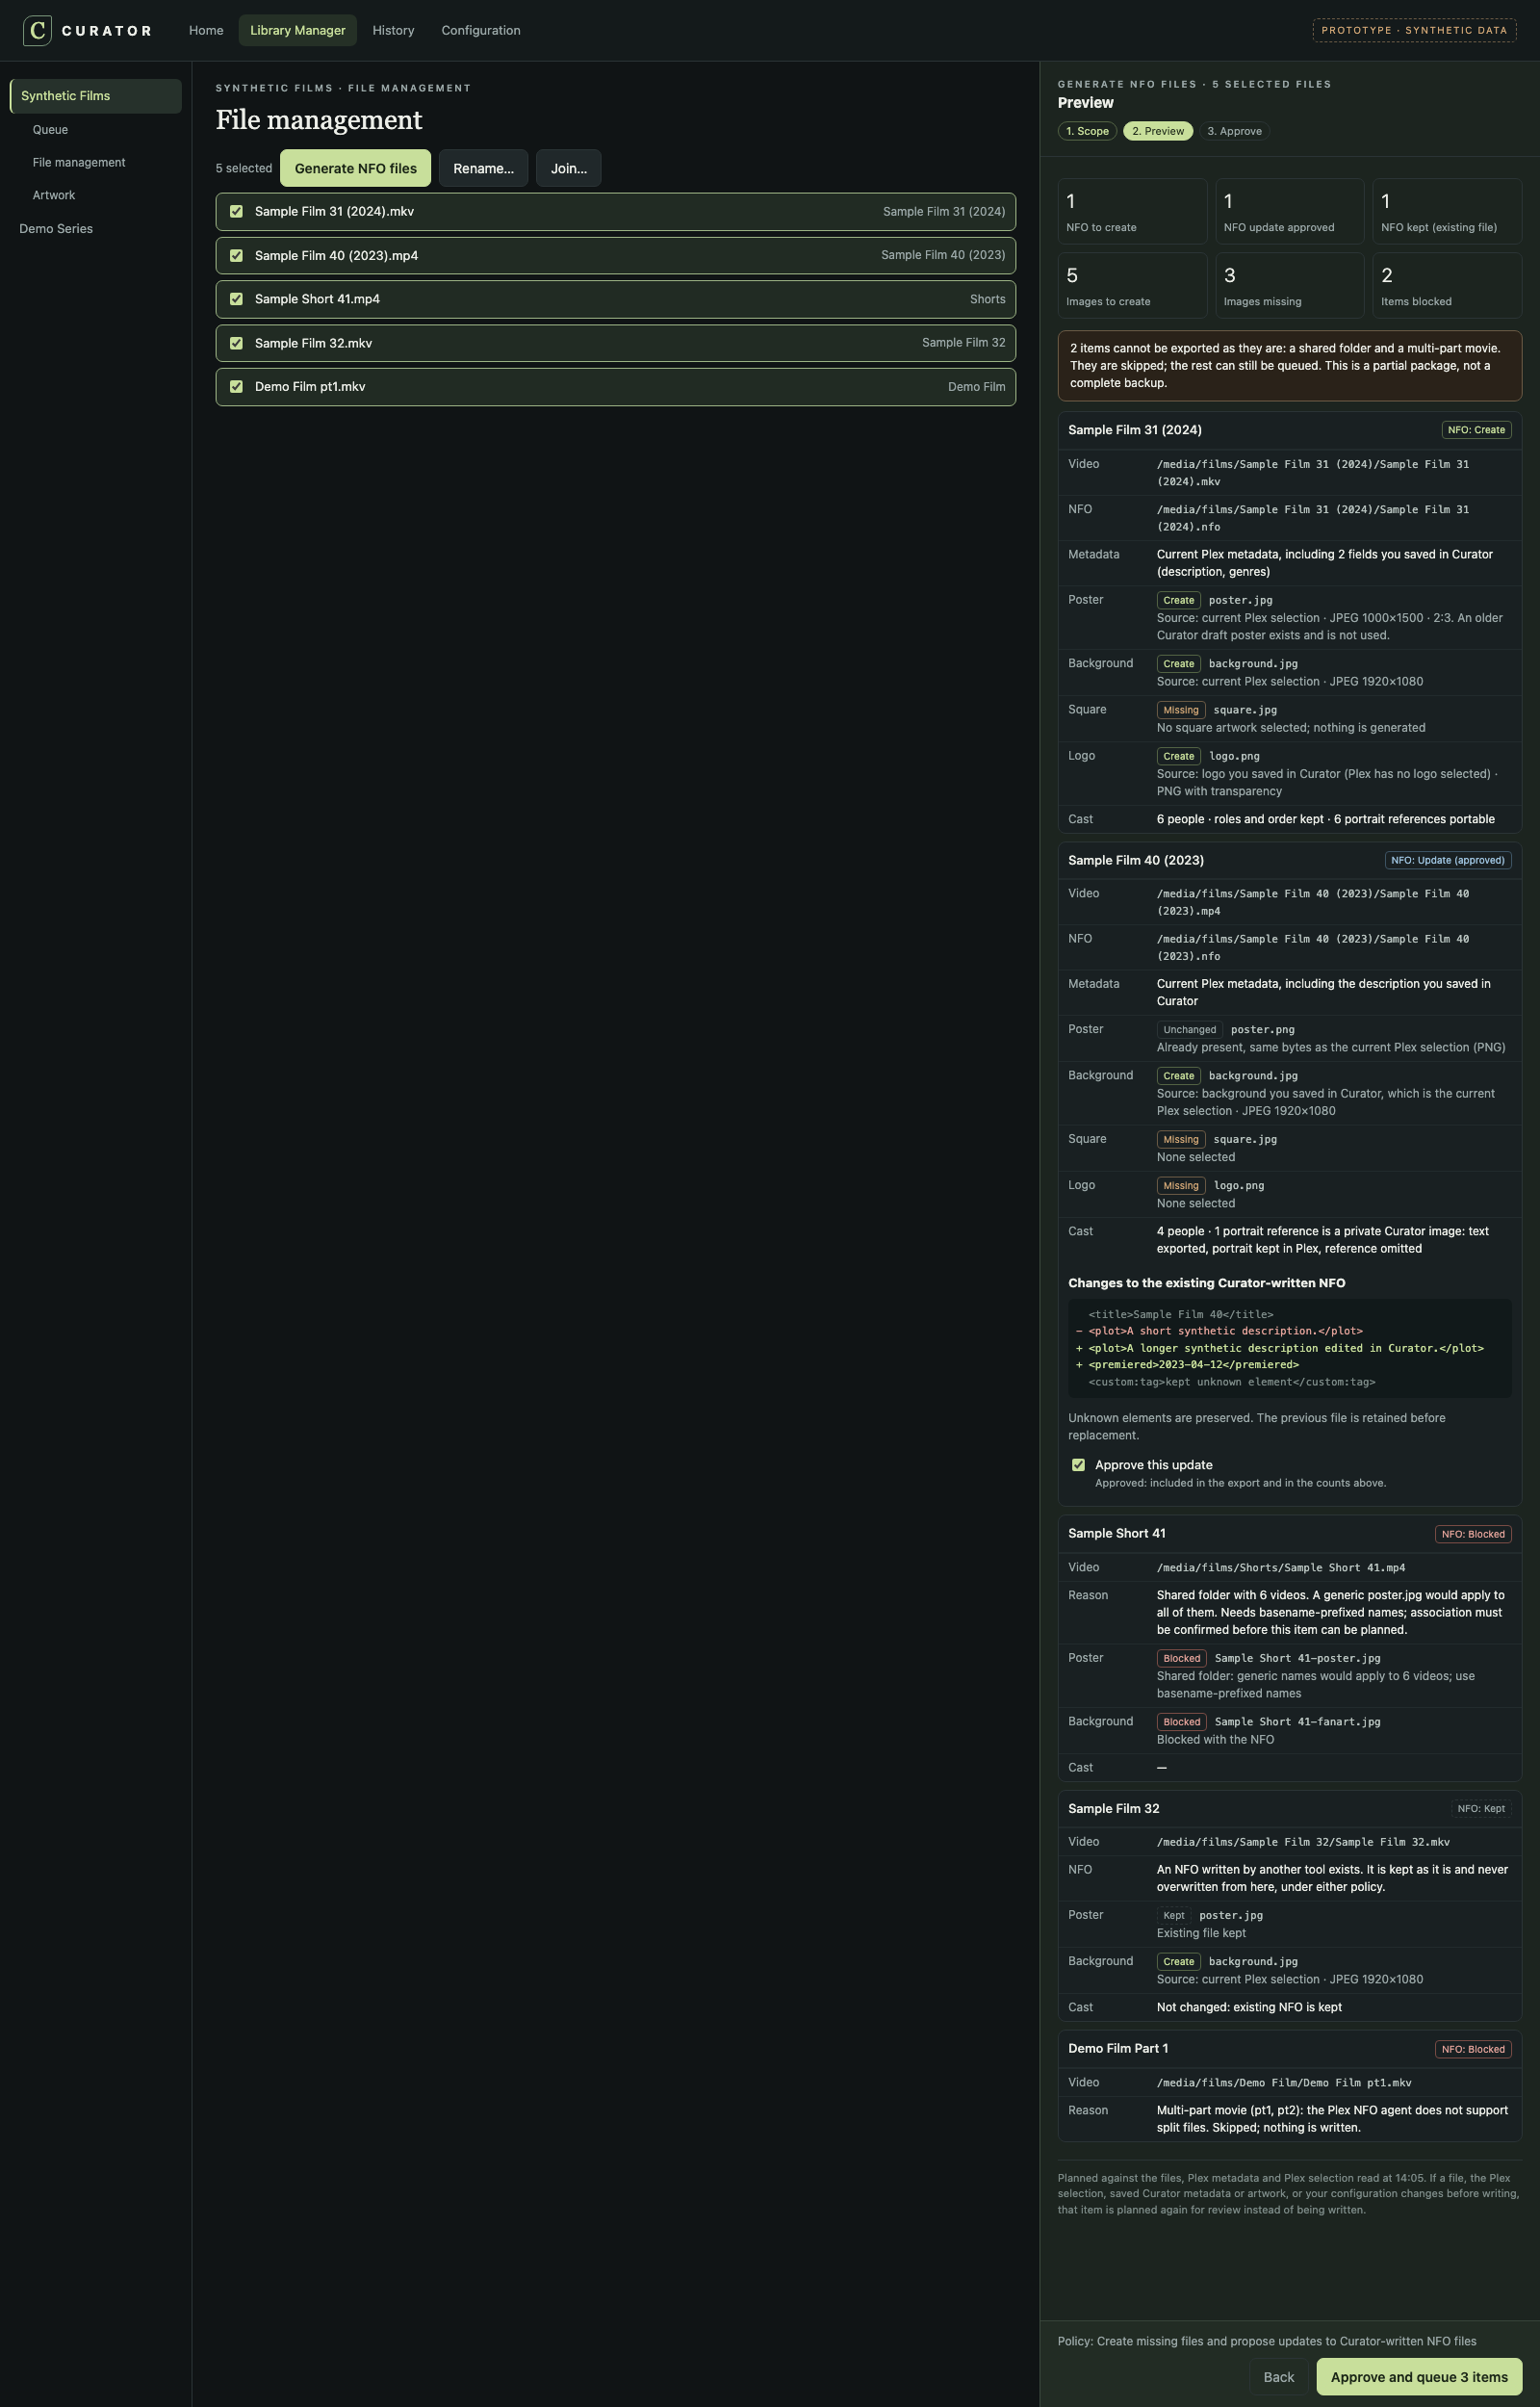 C CURATOR
Home
Library Manager
History
Configuration
PROTOTYPE · SYNTHETIC DATA
Synthetic Films
Queue
File management
Artwork
Demo Series
SYNTHETIC FILMS · FILE MANAGEMENT
File management
5 selected
Generate NFO files
Rename…
Join…
Sample Film 31 (2024).mkv
Sample Film 31 (2024)
Sample Film 40 (2023).mp4
Sample Film 40 (2023)
Sample Short 41.mp4
Shorts
Sample Film 32.mkv
Sample Film 32
Demo Film pt1.mkv
Demo Film
GENERATE NFO FILES · 5 SELECTED FILES
Preview
1. Scope
2. Preview
3. Approve
1
NFO to create
1
NFO update approved
1
NFO kept (existing file)
5
Images to create
3
Images missing
2
Items blocked
2 items cannot be exported as they are: a shared folder and a multi-part movie.
They are skipped; the rest can still be queued. This is a partial package, not a
complete backup.
Sample Film 31 (2024)
NFO: Create
Video
/media/films/Sample Film 31 (2024)/Sample Film 31
(2024).mkv
NFO
/media/films/Sample Film 31 (2024)/Sample Film 31
(2024).nfo
Metadata
Current Plex metadata, including 2 fields you saved in Curator
(description, genres)
Poster
Create poster.jpg
Source: current Plex selection · JPEG 1000×1500 · 2:3. An older
Curator draft poster exists and is not used.
Background
Create background.jpg
Source: current Plex selection · JPEG 1920×1080
Square
Missing square.jpg
No square artwork selected; nothing is generated
Logo
Create logo.png
Source: logo you saved in Curator (Plex has no logo selected) ·
PNG with transparency
Cast
6 people · roles and order kept · 6 portrait references portable
Sample Film 40 (2023)
NFO: Update (approved)
Video
/media/films/Sample Film 40 (2023)/Sample Film 40
(2023).mp4
NFO
/media/films/Sample Film 40 (2023)/Sample Film 40
(2023).nfo
Metadata
Current Plex metadata, including the description you saved in
Curator
Poster
Unchanged poster.png
Already present, same bytes as the current Plex selection (PNG)
Background
Create background.jpg
Source: background you saved in Curator, which is the current
Plex selection · JPEG 1920×1080
Square
Missing square.jpg
None selected
Logo
Missing logo.png
None selected
Cast
4 people · 1 portrait reference is a private Curator image: text
exported, portrait kept in Plex, reference omitted
Changes to the existing Curator-written NFO
<title>Sample Film 40</title>
− <plot>A short synthetic description.</plot>
+ <plot>A longer synthetic description edited in Curator.</plot>
+ <premiered>2023-04-12</premiered>
<custom:tag>kept unknown element</custom:tag>
Unknown elements are preserved. The previous file is retained before
replacement.
Approve this update
Approved: included in the export and in the counts above.
Sample Short 41
NFO: Blocked
Video
/media/films/Shorts/Sample Short 41.mp4
Reason
Shared folder with 6 videos. A generic poster.jpg would apply to
all of them. Needs basename-prefixed names; association must
be confirmed before this item can be planned.
Poster
Blocked Sample Short 41-poster.jpg
Shared folder: generic names would apply to 6 videos; use
basename-prefixed names
Background
Blocked Sample Short 41-fanart.jpg
Blocked with the NFO
Cast
—
Sample Film 32
NFO: Kept
Video
/media/films/Sample Film 32/Sample Film 32.mkv
NFO
An NFO written by another tool exists. It is kept as it is and never
overwritten from here, under either policy.
Poster
Kept poster.jpg
Existing file kept
Background
Create background.jpg
Source: current Plex selection · JPEG 1920×1080
Cast
Not changed: existing NFO is kept
Demo Film Part 1
NFO: Blocked
Video
/media/films/Demo Film/Demo Film pt1.mkv
Reason
Multi-part movie (pt1, pt2): the Plex NFO agent does not support
split files. Skipped; nothing is written.
Planned against the files, Plex metadata and Plex selection read at 14:05. If a file, the Plex
selection, saved Curator metadata or artwork, or your configuration changes before writing,
that item is planned again for review instead of being written.
Policy: Create missing files and propose updates to Curator-written NFO files
Back
Approve and queue 3 items